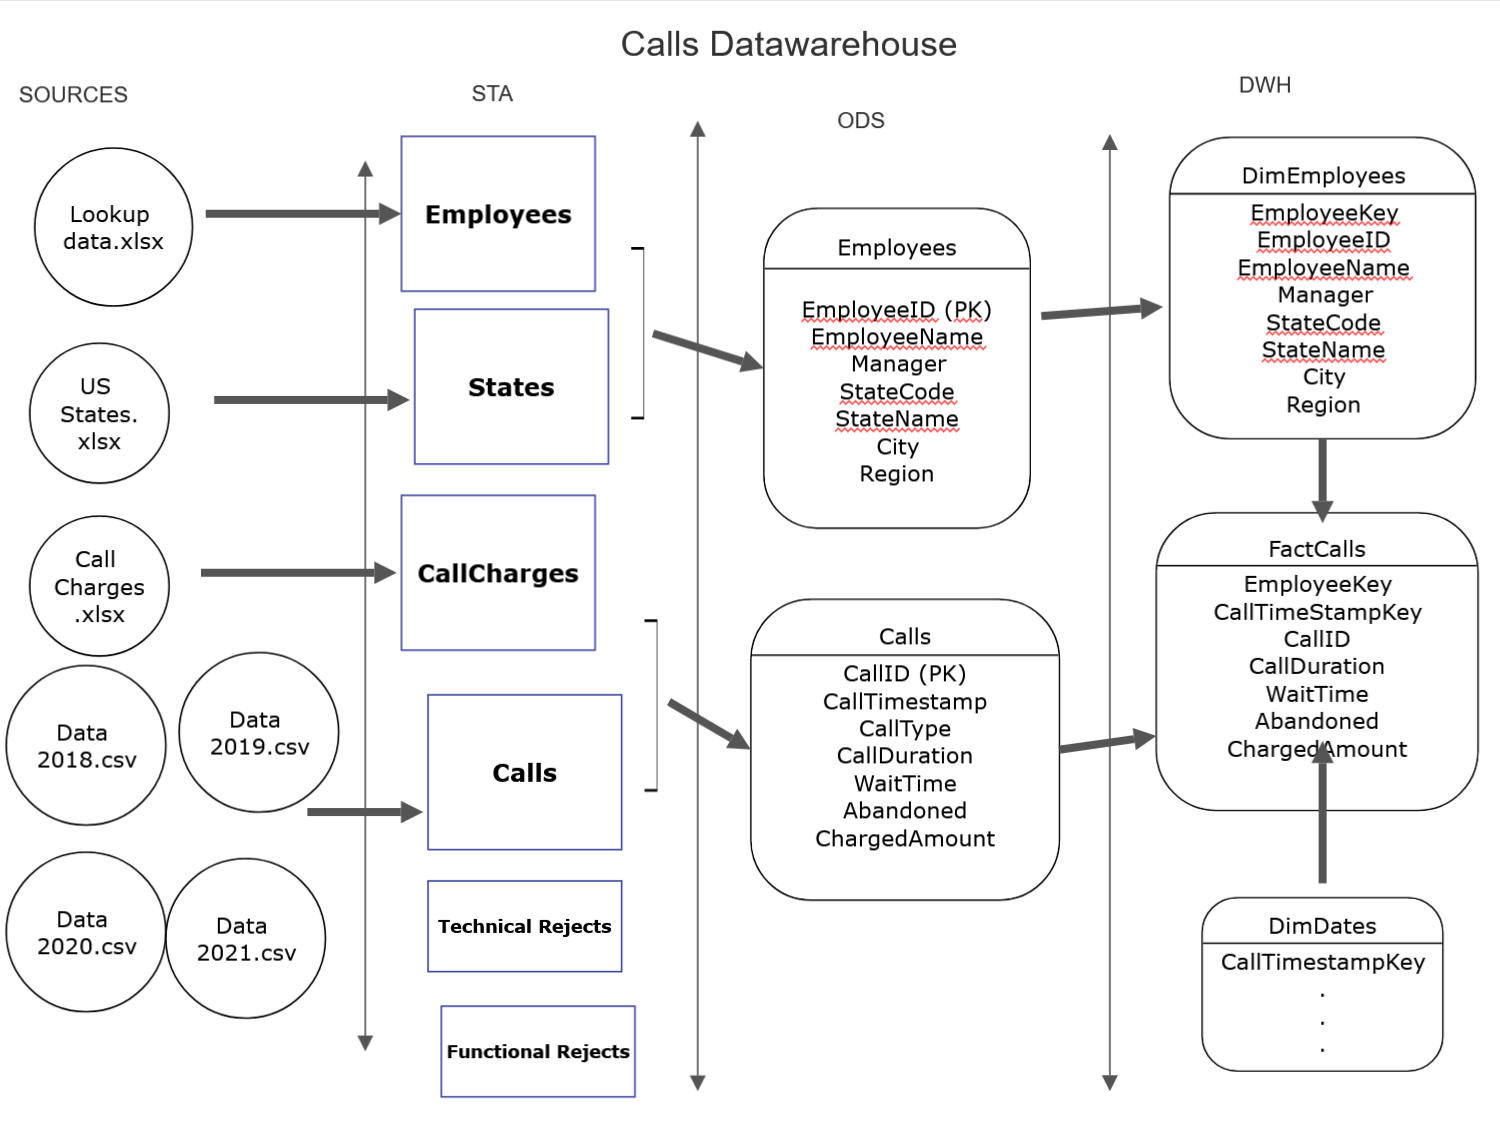 Calls Datawarehouse
SOURCES
STA
ODS
DWH
Lookup
data.xlsx
US
States.
xlsx
Call
Charges
.xlsx
Data
2018.csv
Data
2019.csv
Data
2020.csv
Data
2021.csv
Employees
States
CallCharges
Calls
Technical Rejects
Functional Rejects
Employees
EmployeeID (PK)
EmployeeName
Manager
StateCode
StateName
City
Region
Calls
CallID (PK)
CallTimestamp
CallType
CallDuration
WaitTime
Abandoned
ChargedAmount
DimEmployees
EmployeeKey
EmployeeID
EmployeeName
Manager
StateCode
StateName
City
Region
FactCalls
EmployeeKey
CallTimeStampKey
CallID
CallDuration
WaitTime
Abandoned
ChargedAmount
DimDates
CallTimestampKey
.
.
.